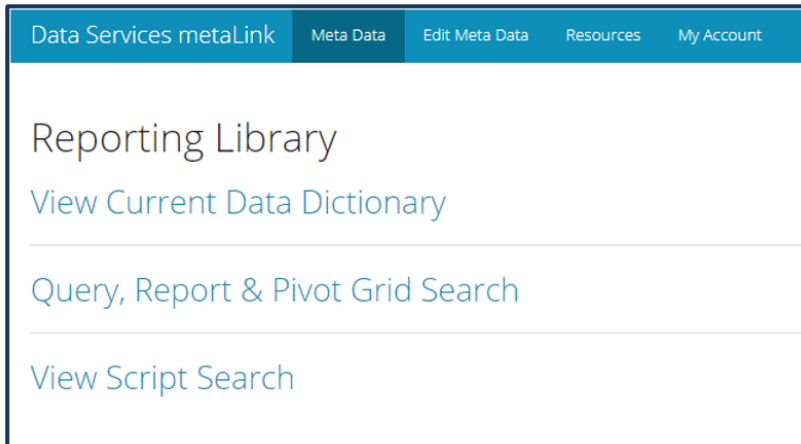 Data Services metaLink Meta Data Edit Meta Data Resources My Account
Reporting Library
View Current Data Dictionary
Query, Report & Pivot Grid Search
View Script Search